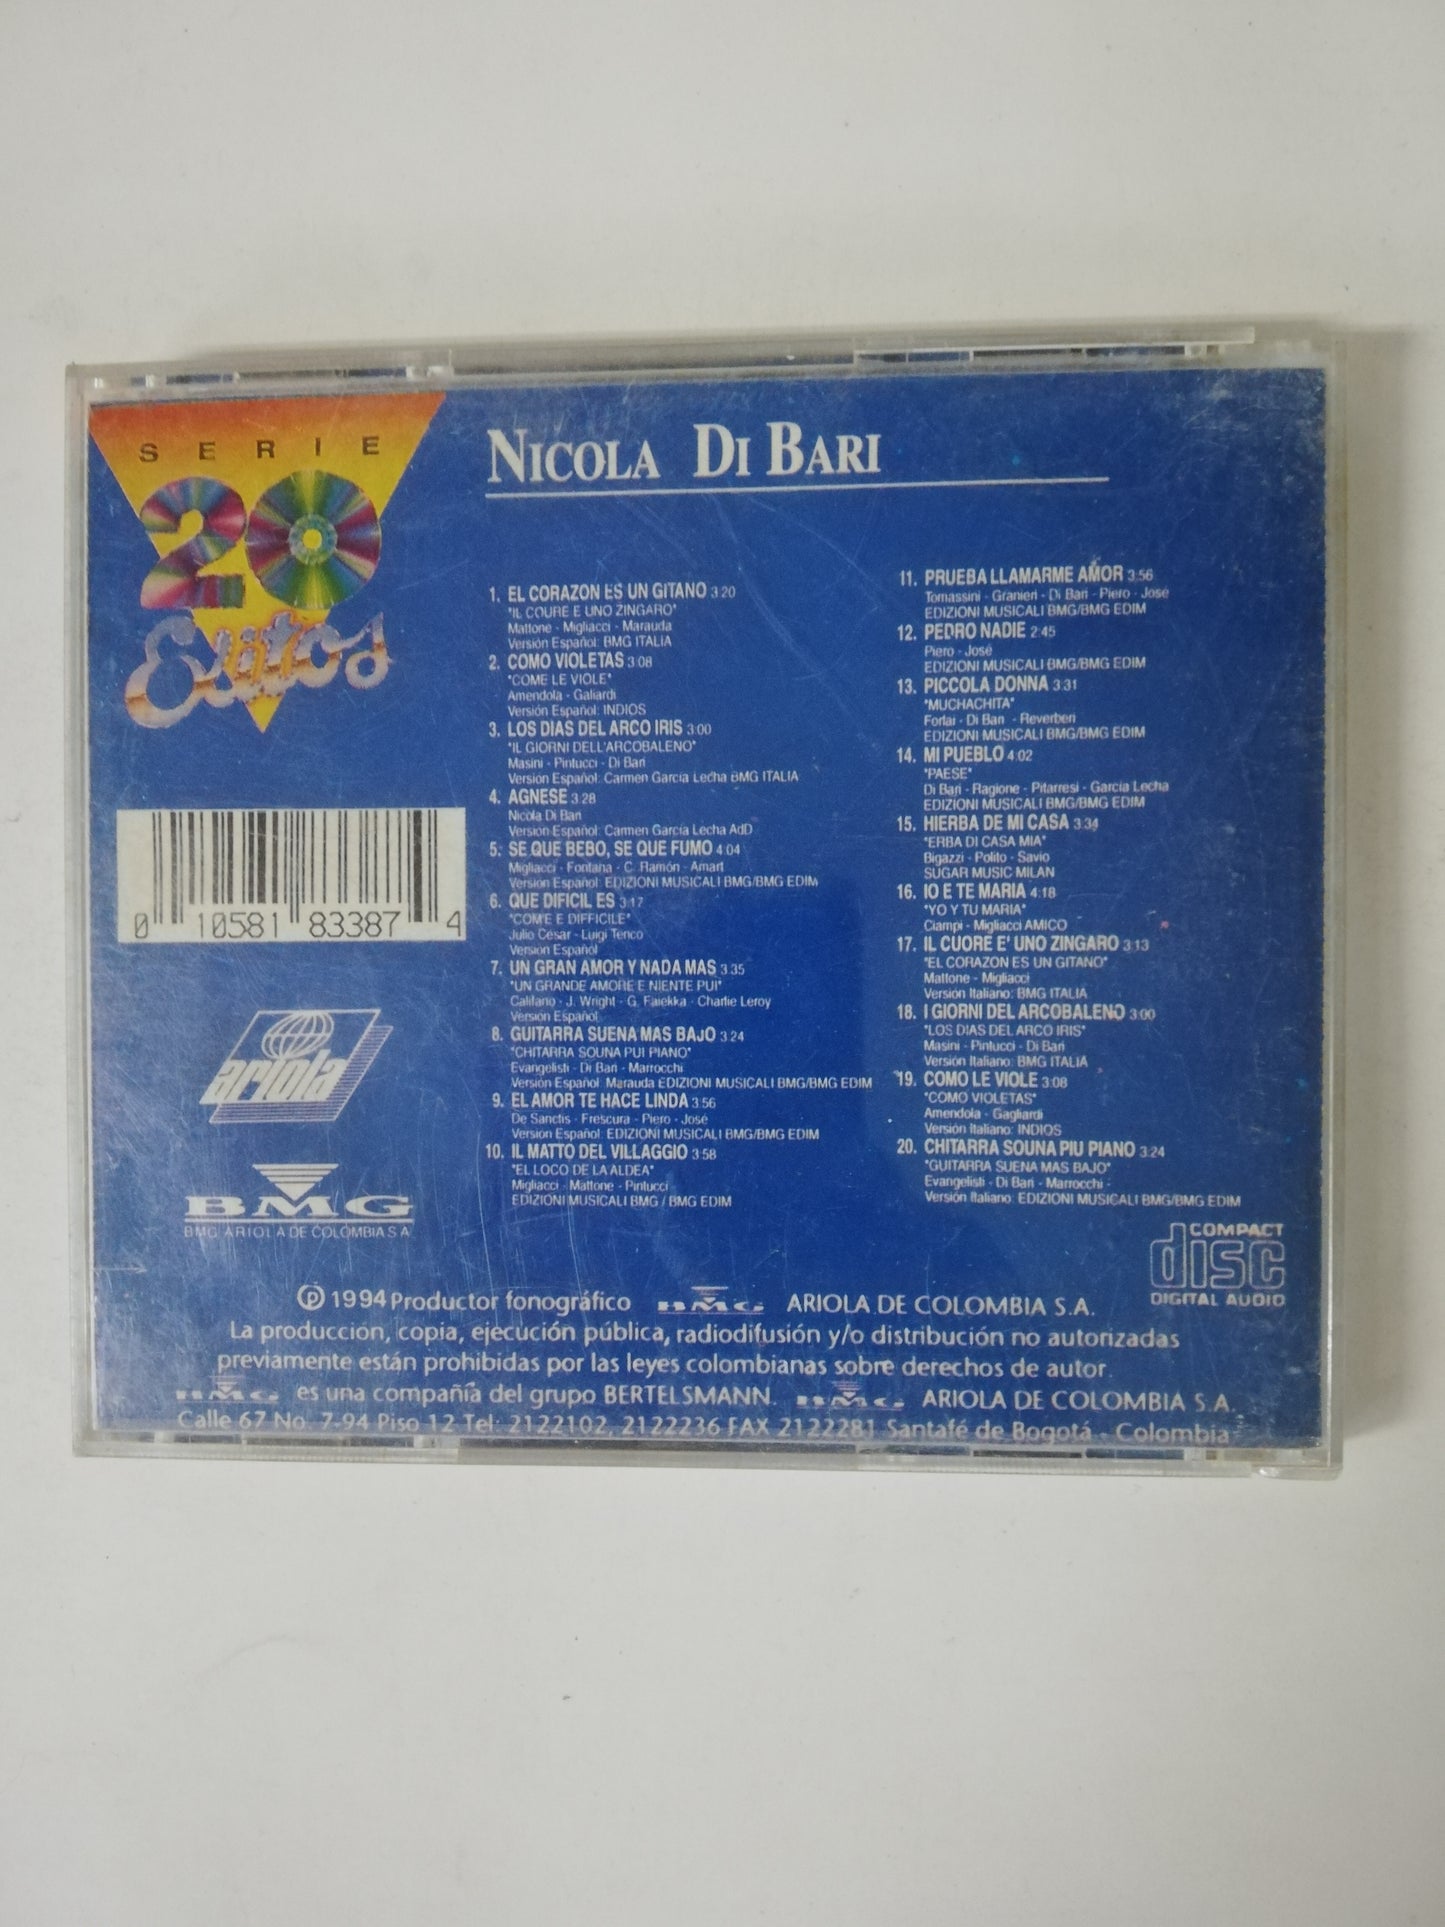 SERIE
20
Exitos
NICOLA DI BARI
1. EL CORAZON ES UN GITANO 3:20
"IL COURE E UNO ZINGARO"
Mattone - Migliacci - Marauda
Versión Español: BMG ITALIA
2. COMO VIOLETAS 3:08
"COME LE VIOLE"
Amendola - Galiardi
Versión Español: INDIOS
3. LOS DIAS DEL ARCO IRIS 3:00
"IL GIORNI DELL'ARCOBALENO"
Masini - Pintucci - Di Bari
Versión Español: Carmen García Lecha BMG ITALIA
4. AGNESE 3:28
Nicola Di Bari
Versión Español: Carmen García Lecha AdD
5. SE QUE BEBO, SE QUE FUMO 4:04
Migliacci - Fontana - C. Ramón - Amart
Versión Español: EDIZIONI MUSICALI BMG/BMG EDIM
6. QUE DIFICIL ES 3:17
"COME E DIFFICILE"
Julio César - Luigi Tenco
Versión Español
7. UN GRAN AMOR Y NADA MAS 3:35
"UN GRANDE AMORE E NIENTE PUI"
Califano - J. Wright - G. Faiekka - Charlie Leroy
Versión Español
8. GUITARRA SUENA MAS BAJO 3:24
"CHITARRA SOUNA PUI PIANO"
Evangelisti - Di Bari - Marrocchi
Versión Español: Marauda EDIZIONI MUSICALI BMG/BMG EDIM
9. EL AMOR TE HACE LINDA 3:56
De Sanctis - Frescura - Piero - José
Versión Español: EDIZIONI MUSICALI BMG/BMG EDIM
10. IL MATTO DEL VILLAGGIO 3:58
"EL LOCO DE LA ALDEA"
Migliacci - Mattone - Pintucci
EDIZIONI MUSICALI BMG / BMG EDIM
11. PRUEBA LLAMARME AMOR 3:56
Tomassini - Granieri - Di Bari - Piero - José
EDIZIONI MUSICALI BMG/BMG EDIM
12. PEDRO NADIE 2:45
Piero - José
EDIZIONI MUSICALI BMG/BMG EDIM
13. PICCOLA DONNA 3:31
"MUCHACHITA"
Forlai - Di Bari - Reverberi
EDIZIONI MUSICALI BMG/BMG EDIM
14. MI PUEBLO 4:02
"PAESE"
Di Bari - Ragione - Pitarresi - García Lecha
EDIZIONI MUSICALI BMG/BMG EDIM
15. HIERBA DE MI CASA 3:34
"ERBA DI CASA MIA"
Bigazzi - Polito - Savio
SUGAR MUSIC MILAN
16. IO E TE MARIA 4:18
"YO Y TU MARIA"
Ciampi - Migliacci AMICO
17. IL CUORE E' UNO ZINGARO 3:13
"EL CORAZON ES UN GITANO"
Mattone - Migliacci
Versión Italiano: BMG ITALIA
18. I GIORNI DEL ARCOBALENO 3:00
"LOS DIAS DEL ARCO IRIS"
Masini - Pintucci - Di Bari
Versión Italiano: BMG ITALIA
19. COMO LE VIOLE 3:08
"COMO VIOLETAS"
Amendola - Gagliardi
Versión Italiano: INDIOS
20. CHITARRA SOUNA PIU PIANO 3:24
"GUITARRA SUENA MAS BAJO"
Evangelisti - Di Bari - Marrocchi -
Versión Italiano: EDIZIONI MUSICALI BMG/BMG EDIM
0 10581 83387 4
ariola
BMG
BMG ARIOLA DE COLOMBIA S.A.
COMPACT
disc
DIGITAL AUDIO
℗ 1994 Productor fonográfico BMG ARIOLA DE COLOMBIA S.A.
La producción, copia, ejecución pública, radiodifusión y/o distribución no autorizadas
previamente están prohibidas por las leyes colombianas sobre derechos de autor.
BMG es una compañía del grupo BERTELSMANN. BMG ARIOLA DE COLOMBIA S.A.
Calle 67 No. 7-94 Piso 12 Tel: 2122102, 2122236 FAX 2122281 Santafé de Bogotá - Colombia